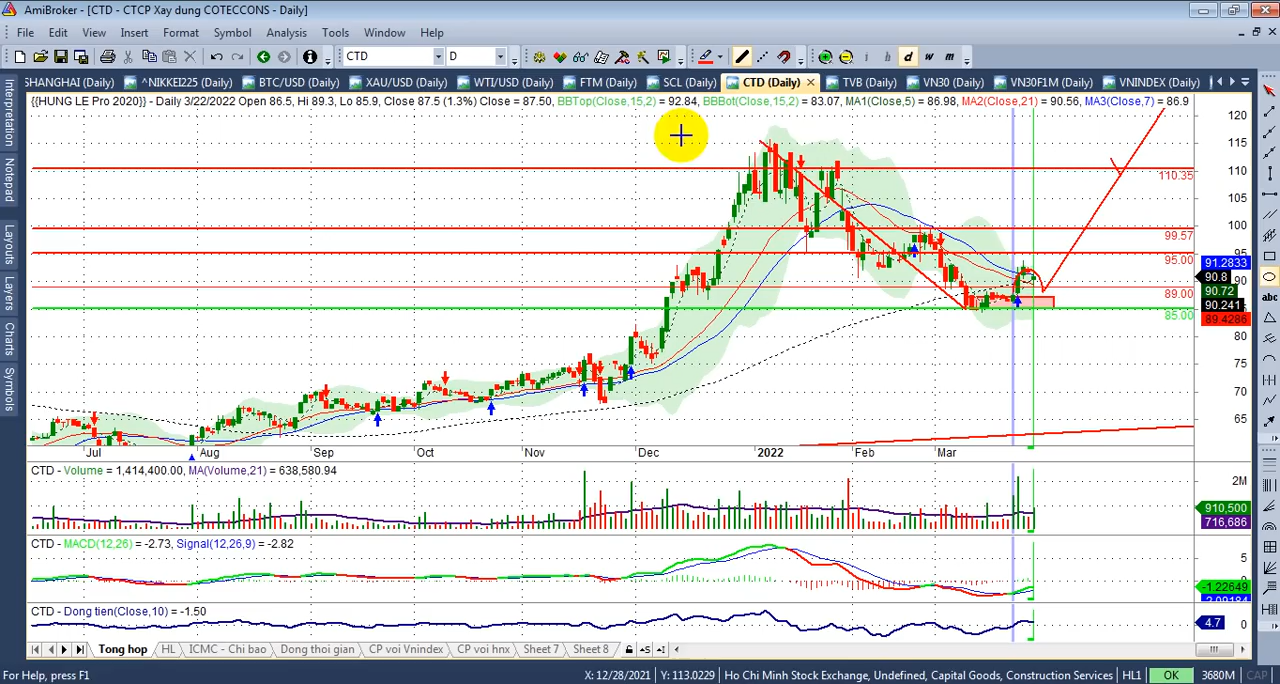 AmiBroker - [CTD - CTCP Xay dung COTECCONS - Daily]
File Edit View Insert Format Symbol Analysis Tools Window Help
CTD D i h d w m
SHANGHAI (Daily) ^NIKKEI225 (Daily) BTC/USD (Daily) XAU/USD (Daily) WTI/USD (Daily) FTM (Daily) SCL (Daily) CTD (Daily) TVB (Daily) VN30 (Daily) VN30F1M (Daily) VNINDEX (Daily)
{{HUNG LE Pro 2020}} - Daily 3/22/2022 Open 86.5, Hi 89.3, Lo 85.9, Close 87.5 (1.3%) Close = 87.50, BBTop(Close,15,2) = 92.84, BBBot(Close,15,2) = 83.07, MA1(Close,5) = 86.98, MA2(Close,21) = 90.56, MA3(Close,7) = 86.9
Interpretation
Notepad
Layouts
Layers
Charts
Symbols
120
115
110.35
105
100
99.57
95
95.00
91.2833
90.8
90
90.72
89.00
90.241
85.00
89.4286
80
75
70
65
Jul Aug Sep Oct Nov Dec 2022 Feb Mar
CTD - Volume = 1,414,400.00, MA(Volume,21) = 638,580.94
2M
910,500
716,686
CTD - MACD(12,26) = -2.73, Signal(12,26,9) = -2.82
5
0
-1.22649
CTD - Dong tien(Close,10) = -1.50
4.7 0
Tong hop HL ICMC - Chi bao Dong thoi gian CP voi Vnindex CP voi hnx Sheet 7 Sheet 8
For Help, press F1 X: 12/28/2021 Y: 113.0229 Ho Chi Minh Stock Exchange, Undefined, Capital Goods, Construction Services HL1 OK 3680M CAP